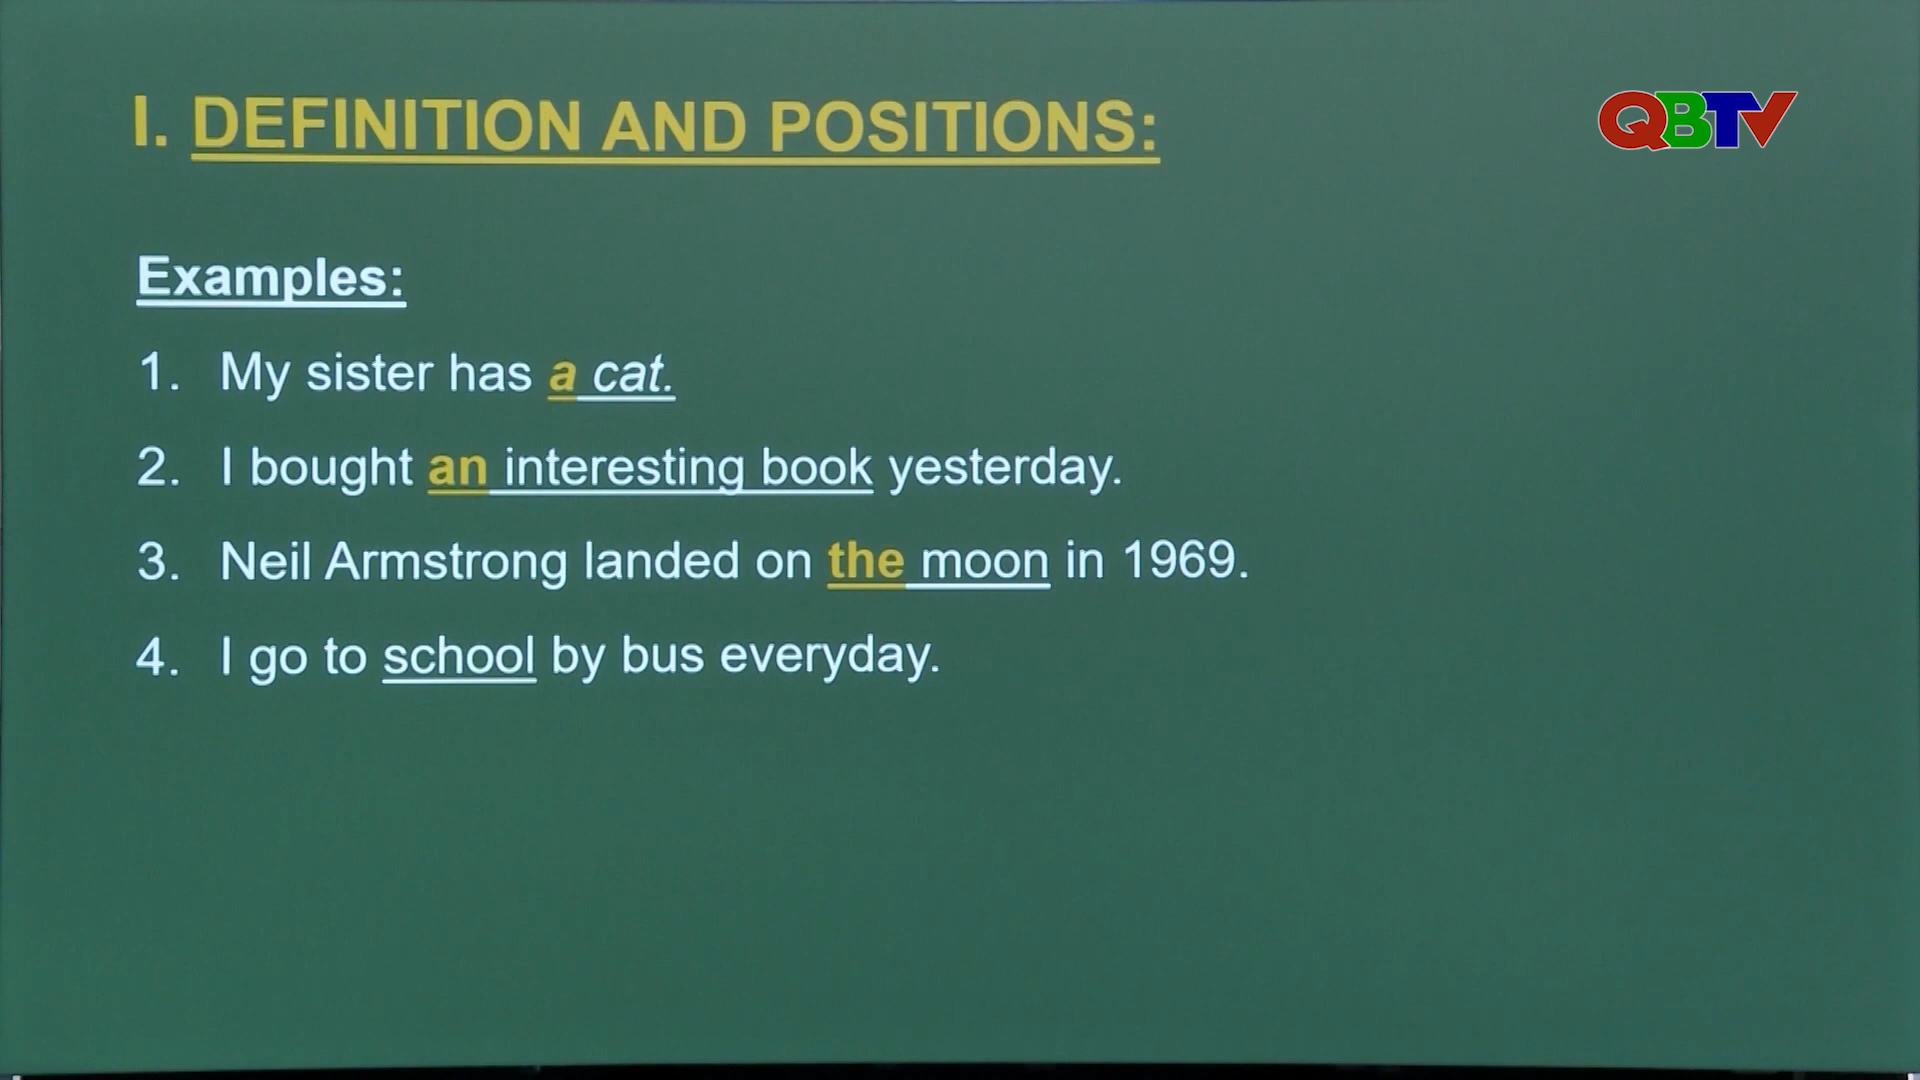 I. DEFINITION AND POSITIONS:
QBTV
Examples:
1. My sister has a cat.
2. I bought an interesting book yesterday.
3. Neil Armstrong landed on the moon in 1969.
4. I go to school by bus everyday.